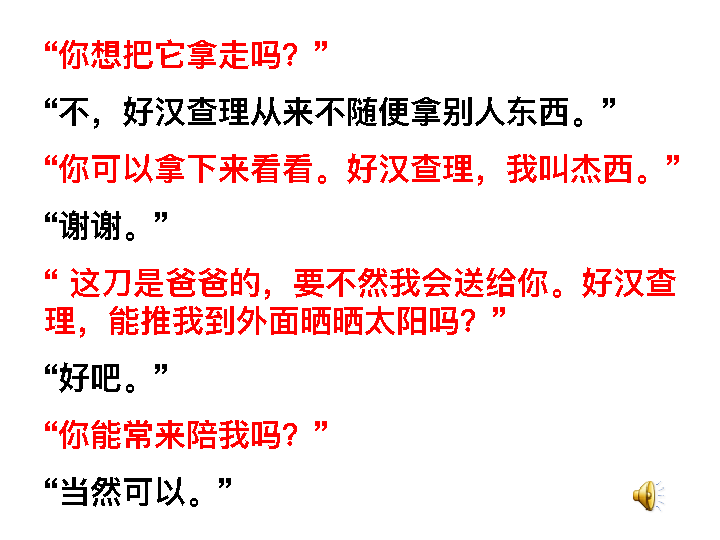 “你想把它拿走吗？”
“不，好汉查理从来不随便拿别人东西。”
“你可以拿下来看看。好汉查理，我叫杰西。”
“谢谢。”
“ 这刀是爸爸的，要不然我会送给你。好汉查
理，能推我到外面晒晒太阳吗？”
“好吧。”
“你能常来陪我吗？”
“当然可以。”